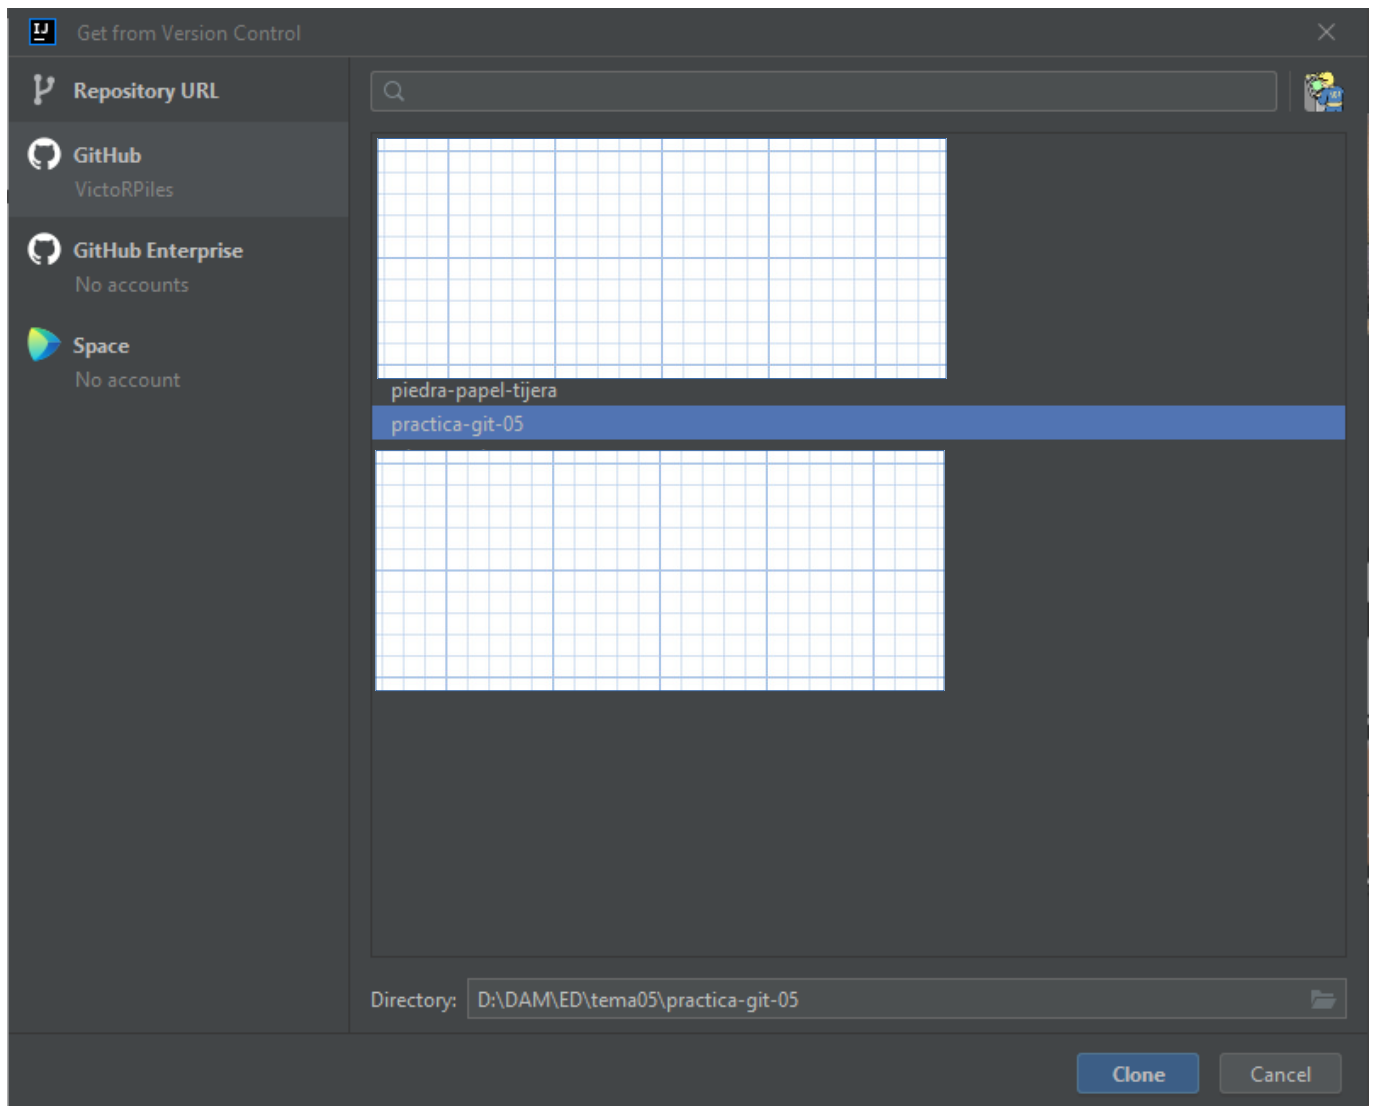 IJ
Get from Version Control
Repository URL
GitHub
VictoRPiles
GitHub Enterprise
No accounts
Space
No account
piedra-papel-tijera
practica-git-05
Directory: D:\DAM\ED\tema05\practica-git-05
Clone Cancel